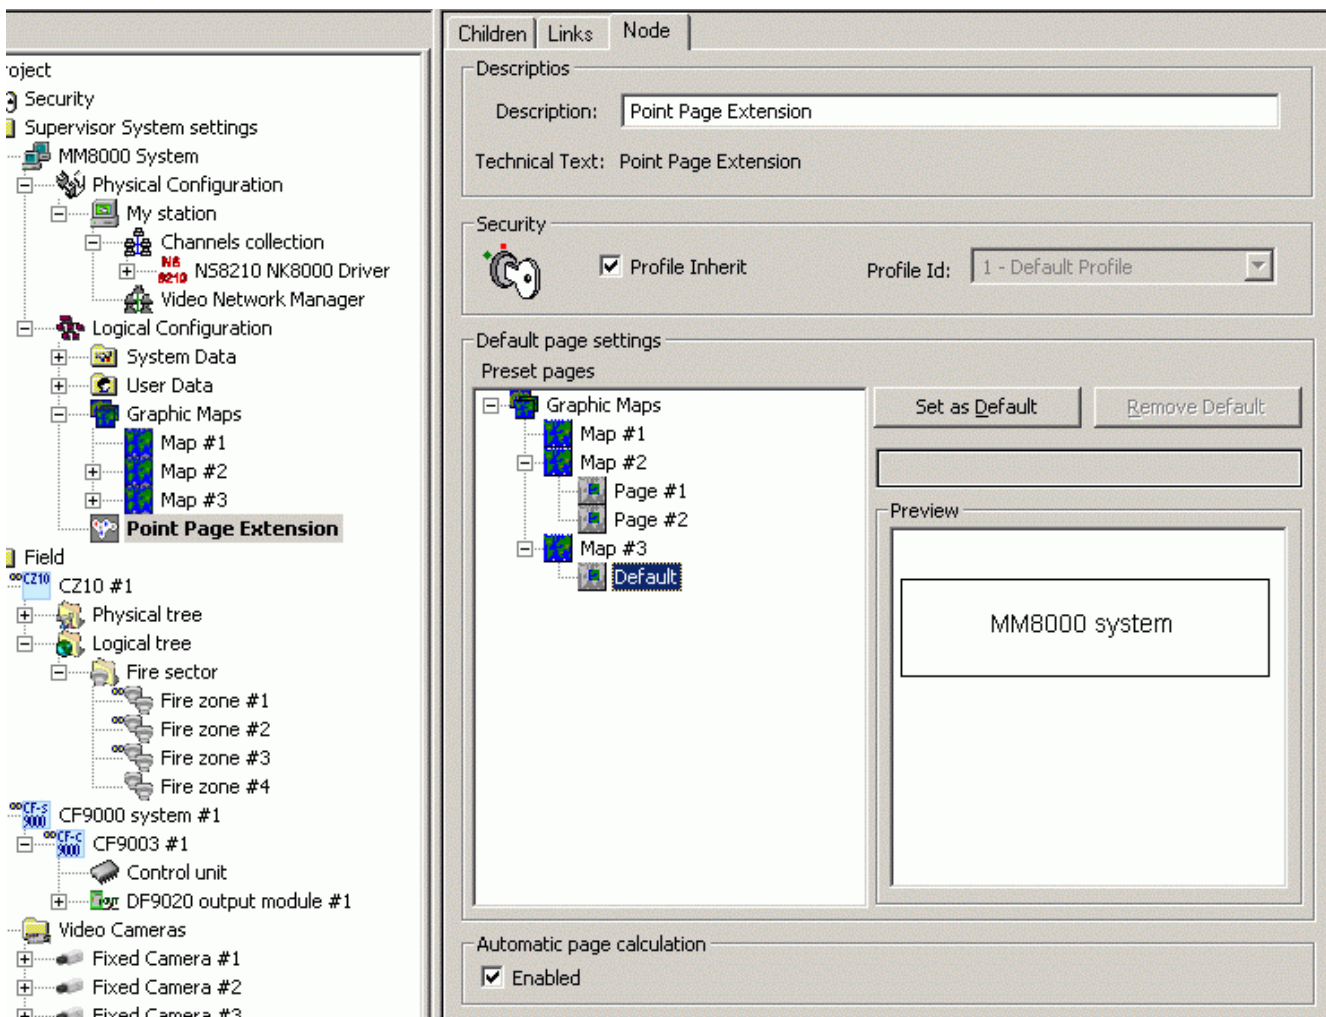 roject
Security
Supervisor System settings
MM8000 System
Physical Configuration
My station
Channels collection
NS8210 NK8000 Driver
Video Network Manager
Logical Configuration
System Data
User Data
Graphic Maps
Map #1
Map #2
Map #3
Point Page Extension
Field
CZ10
CZ10 #1
Physical tree
Logical tree
Fire sector
Fire zone #1
Fire zone #2
Fire zone #3
Fire zone #4
CF-s
9000
CF9000 system #1
CF-c
9000
CF9003 #1
Control unit
DF9020 output module #1
Video Cameras
Fixed Camera #1
Fixed Camera #2
Fixed Camera #3
Children Links Node
Descriptios
Description: Point Page Extension
Technical Text: Point Page Extension
Security
Profile Inherit Profile Id: 1 - Default Profile
Default page settings
Preset pages
Graphic Maps
Map #1
Map #2
Page #1
Page #2
Map #3
Default
Set as Default Remove Default
Preview
MM8000 system
Automatic page calculation
Enabled